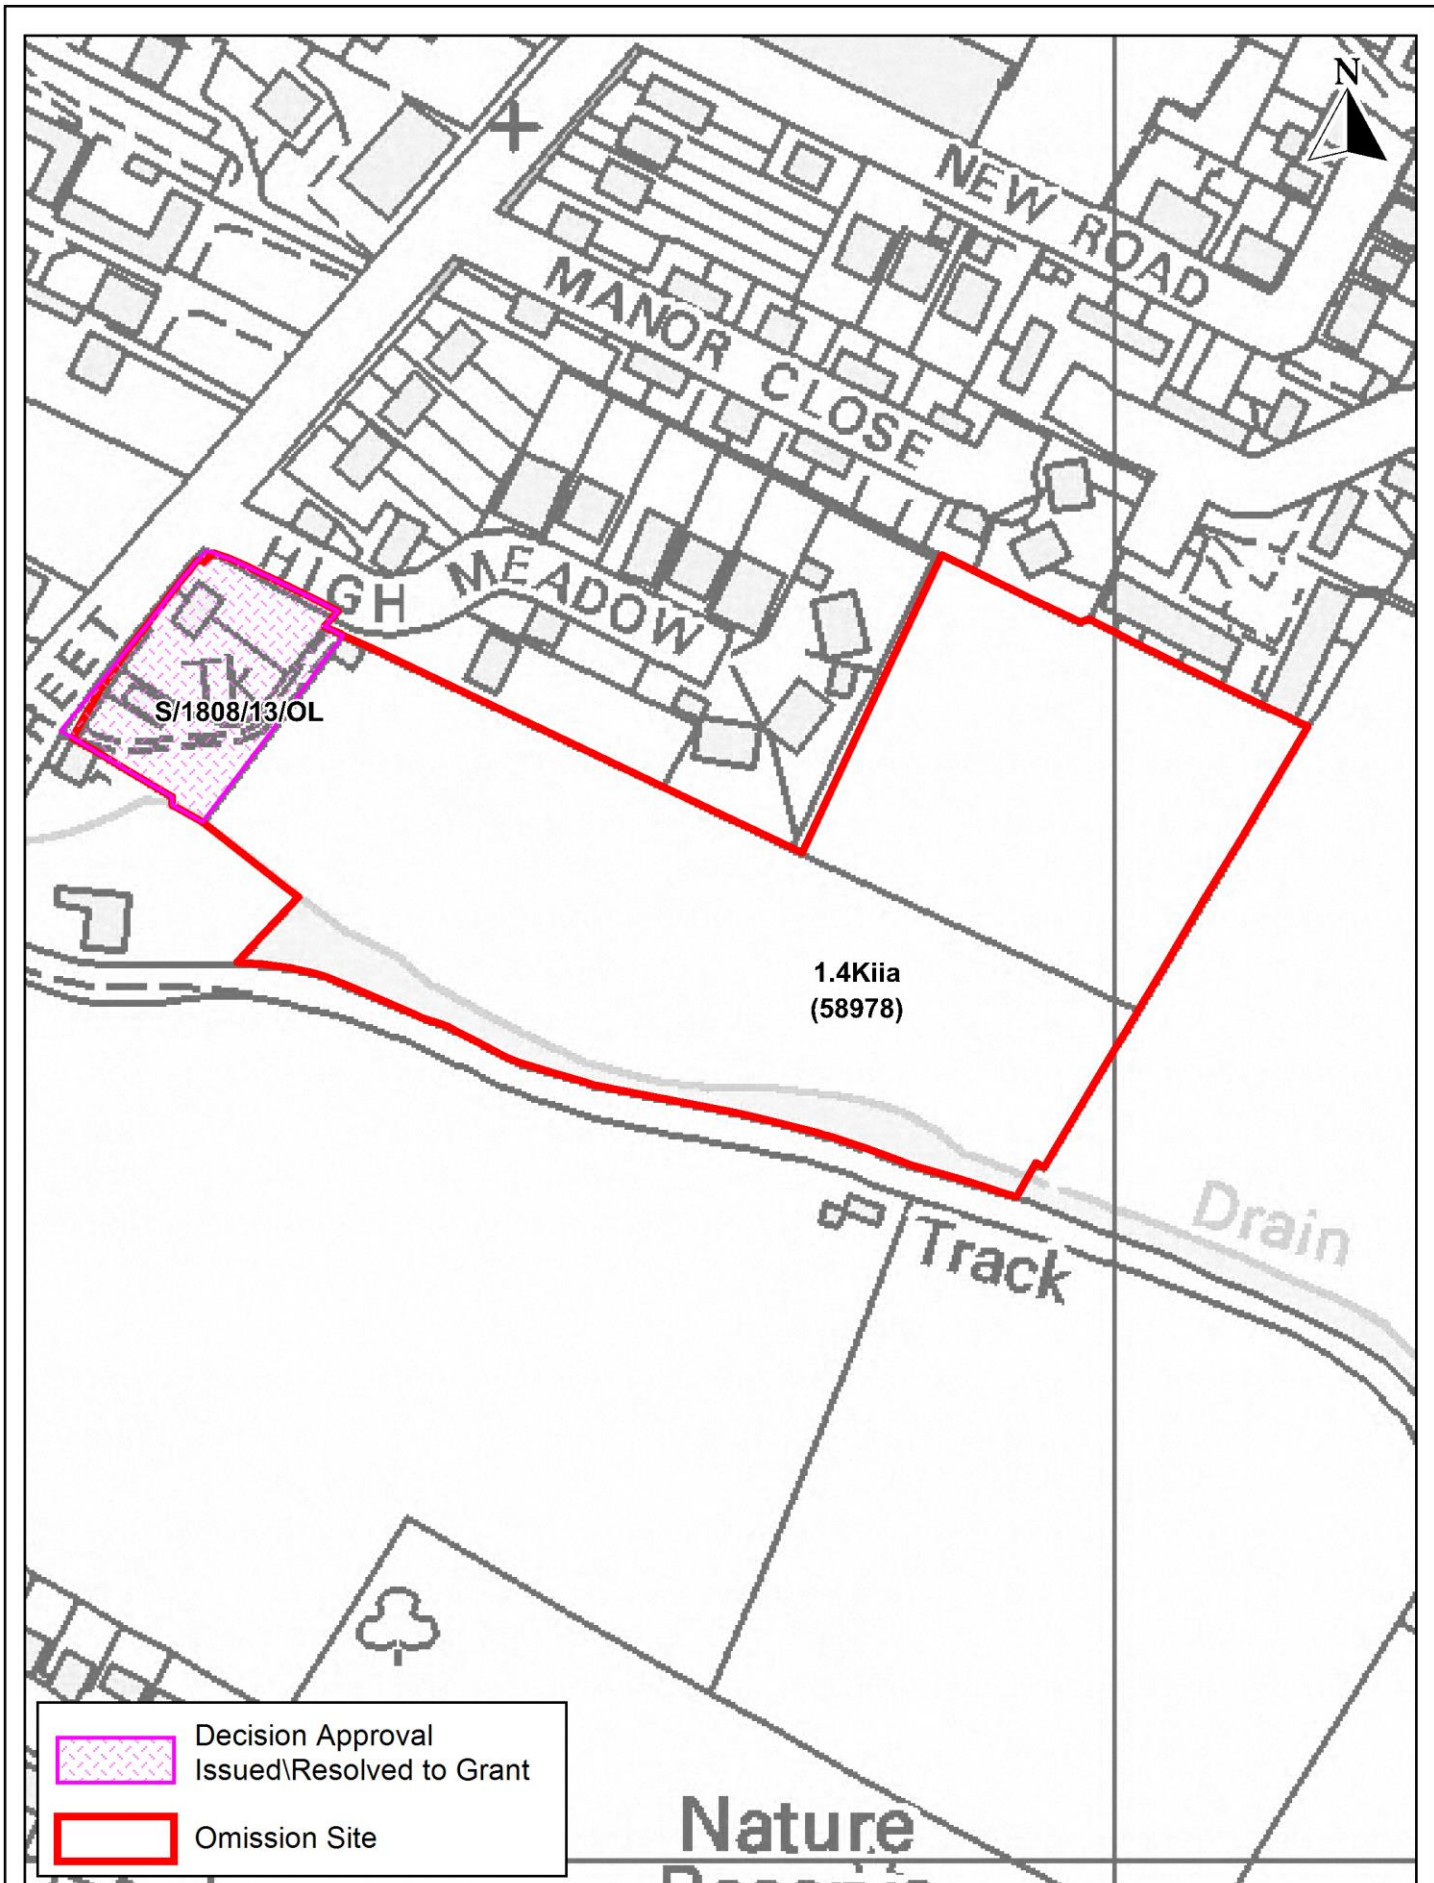 N
NEW ROAD
MANOR CLOSE
HIGH MEADOW
Tk
S/1808/13/OL
1.4Kiia
(58978)
Drain
Track
Decision Approval
Issued\Resolved to Grant
Omission Site
Nature